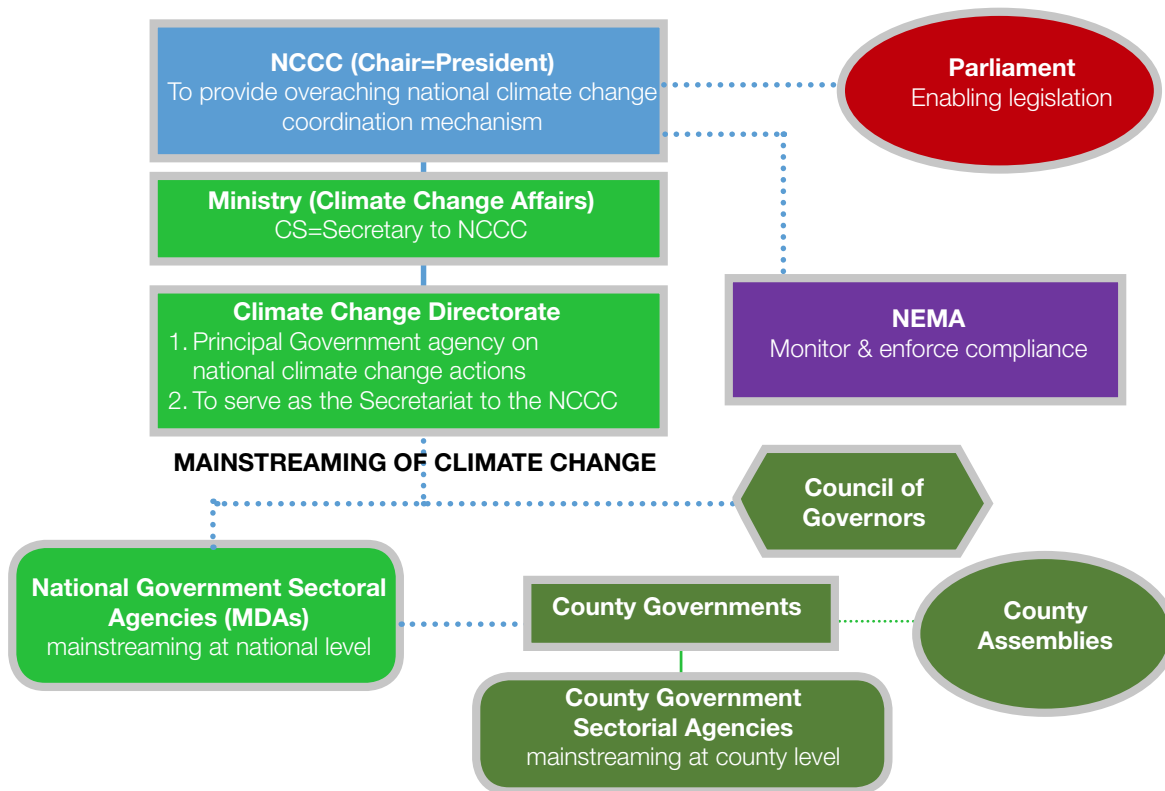 NCCC (Chair=President)
To provide overaching national climate change
coordination mechanism
Parliament
Enabling legislation
Ministry (Climate Change Affairs)
CS=Secretary to NCCC
Climate Change Directorate
1. Principal Government agency on
national climate change actions
2. To serve as the Secretariat to the NCCC
NEMA
Monitor & enforce compliance
MAINSTREAMING OF CLIMATE CHANGE
Council of
Governors
National Government Sectoral
Agencies (MDAs)
mainstreaming at national level
County Governments
County
Assemblies
County Government
Sectorial Agencies
mainstreaming at county level